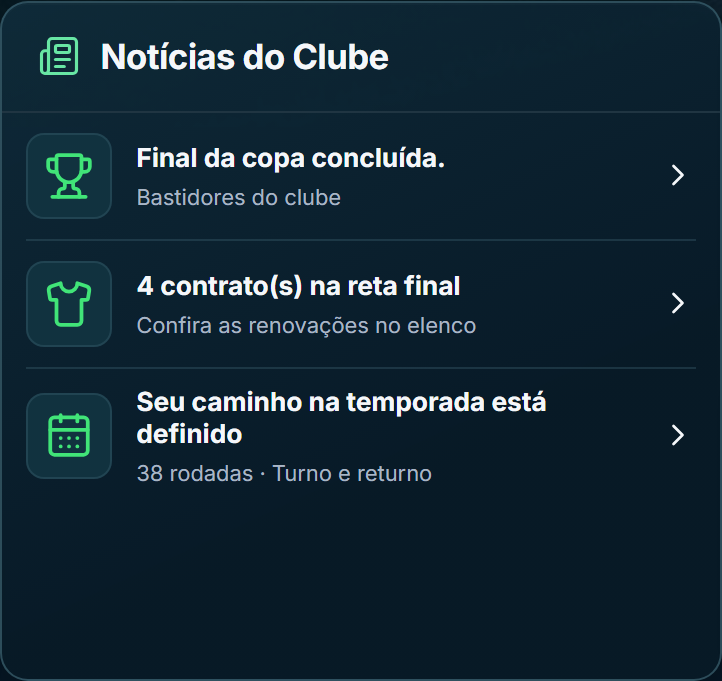 Notícias do Clube
Final da copa concluída.
Bastidores do clube
4 contrato(s) na reta final
Confira as renovações no elenco
Seu caminho na temporada está
definido
38 rodadas · Turno e returno